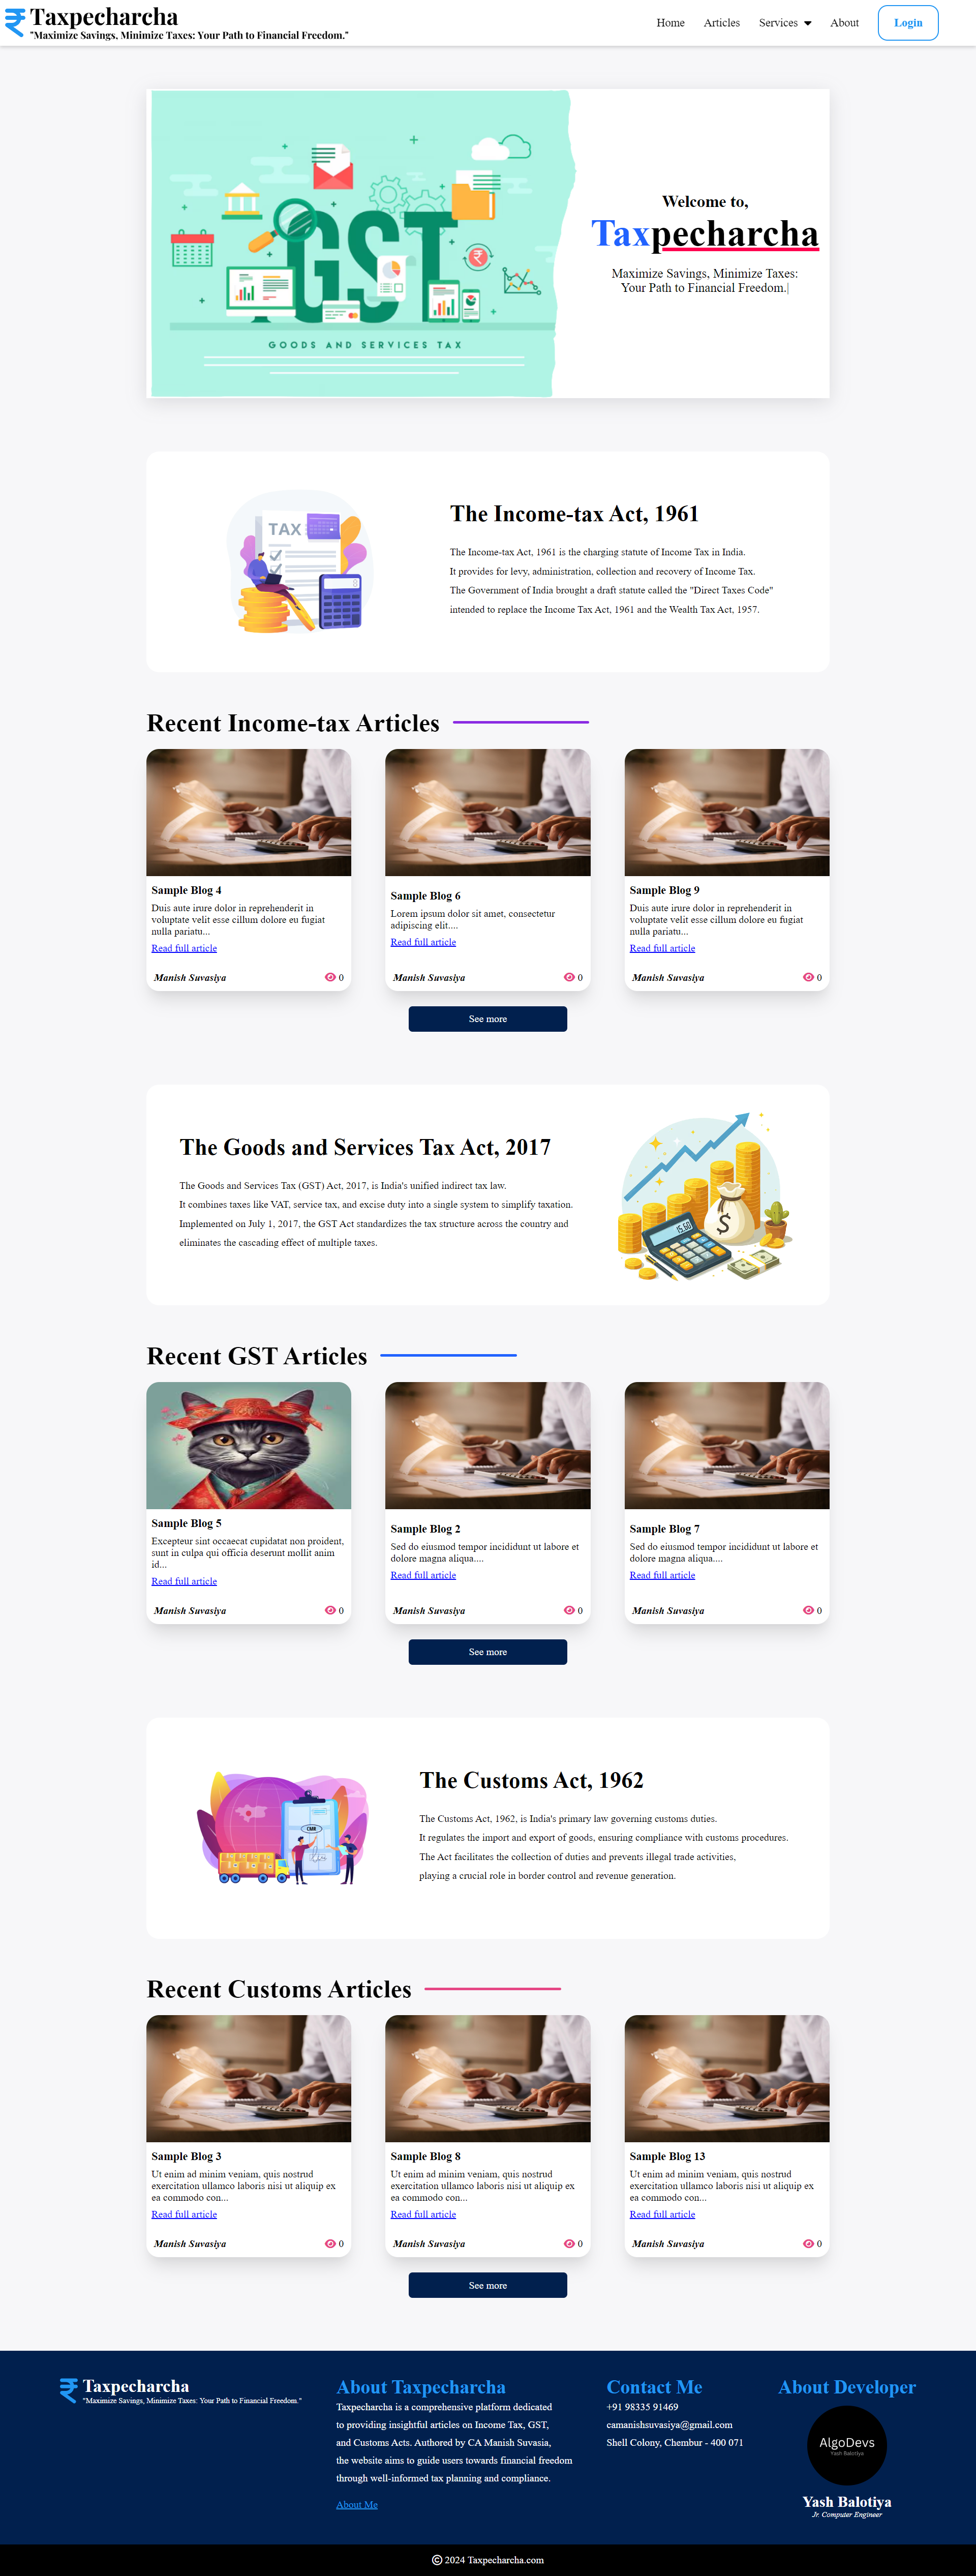 Taxpecharcha
"Maximize Savings, Minimize Taxes: Your Path to Financial Freedom."
Home
Articles
Services
About
Login
GST
GOODS AND SERVICES TAX
Welcome to,
Taxpecharcha
Maximize Savings, Minimize Taxes:
Your Path to Financial Freedom.|
TAX
The Income-tax Act, 1961
The Income-tax Act, 1961 is the charging statute of Income Tax in India.
It provides for levy, administration, collection and recovery of Income Tax.
The Government of India brought a draft statute called the "Direct Taxes Code"
intended to replace the Income Tax Act, 1961 and the Wealth Tax Act, 1957.
Recent Income-tax Articles
Sample Blog 4
Duis aute irure dolor in reprehenderit in
voluptate velit esse cillum dolore eu fugiat
nulla pariatu...
Read full article
Manish Suvasiya
0
Sample Blog 6
Lorem ipsum dolor sit amet, consectetur
adipiscing elit....
Read full article
Manish Suvasiya
0
Sample Blog 9
Duis aute irure dolor in reprehenderit in
voluptate velit esse cillum dolore eu fugiat
nulla pariatu...
Read full article
Manish Suvasiya
0
See more
The Goods and Services Tax Act, 2017
The Goods and Services Tax (GST) Act, 2017, is India's unified indirect tax law.
It combines taxes like VAT, service tax, and excise duty into a single system to simplify taxation.
Implemented on July 1, 2017, the GST Act standardizes the tax structure across the country and
eliminates the cascading effect of multiple taxes.
$
Recent GST Articles
Sample Blog 5
Excepteur sint occaecat cupidatat non proident,
sunt in culpa qui officia deserunt mollit anim
id...
Read full article
Manish Suvasiya
0
Sample Blog 2
Sed do eiusmod tempor incididunt ut labore et
dolore magna aliqua....
Read full article
Manish Suvasiya
0
Sample Blog 7
Sed do eiusmod tempor incididunt ut labore et
dolore magna aliqua....
Read full article
Manish Suvasiya
0
See more
CMR
The Customs Act, 1962
The Customs Act, 1962, is India's primary law governing customs duties.
It regulates the import and export of goods, ensuring compliance with customs procedures.
The Act facilitates the collection of duties and prevents illegal trade activities,
playing a crucial role in border control and revenue generation.
Recent Customs Articles
Sample Blog 3
Ut enim ad minim veniam, quis nostrud
exercitation ullamco laboris nisi ut aliquip ex
ea commodo con...
Read full article
Manish Suvasiya
0
Sample Blog 8
Ut enim ad minim veniam, quis nostrud
exercitation ullamco laboris nisi ut aliquip ex
ea commodo con...
Read full article
Manish Suvasiya
0
Sample Blog 13
Ut enim ad minim veniam, quis nostrud
exercitation ullamco laboris nisi ut aliquip ex
ea commodo con...
Read full article
Manish Suvasiya
0
See more
Taxpecharcha
"Maximize Savings, Minimize Taxes: Your Path to Financial Freedom."
About Taxpecharcha
Taxpecharcha is a comprehensive platform dedicated
to providing insightful articles on Income Tax, GST,
and Customs Acts. Authored by CA Manish Suvasia,
the website aims to guide users towards financial freedom
through well-informed tax planning and compliance.
About Me
Contact Me
+91 98335 91469
camanishsuvasiya@gmail.com
Shell Colony, Chembur - 400 071
About Developer
AlgoDevs
Yash Balotiya
Yash Balotiya
Jr. Computer Engineer
© 2024 Taxpecharcha.com